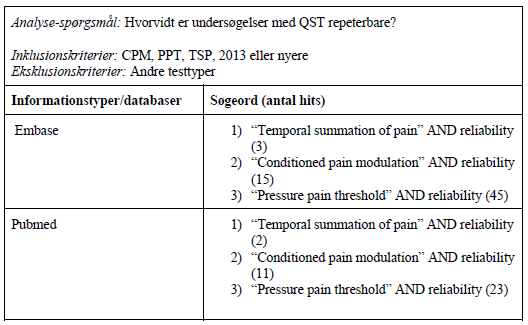 Analyse-spørgsmål: Hvorvidt er undersøgelser med QST repeterbare?
Inklusionskriterier: CPM, PPT, TSP, 2013 eller nyere
Eksklusionskriterier: Andre testtyper
Informationstyper/databaser
Søgeord (antal hits)
Embase
1) “Temporal summation of pain” AND reliability
(3)
2) “Conditioned pain modulation” AND reliability
(15)
3) “Pressure pain threshold” AND reliability (45)
Pubmed
1) “Temporal summation of pain” AND reliability
(2)
2) “Conditioned pain modulation” AND reliability
(11)
3) “Pressure pain threshold” AND reliability (23)